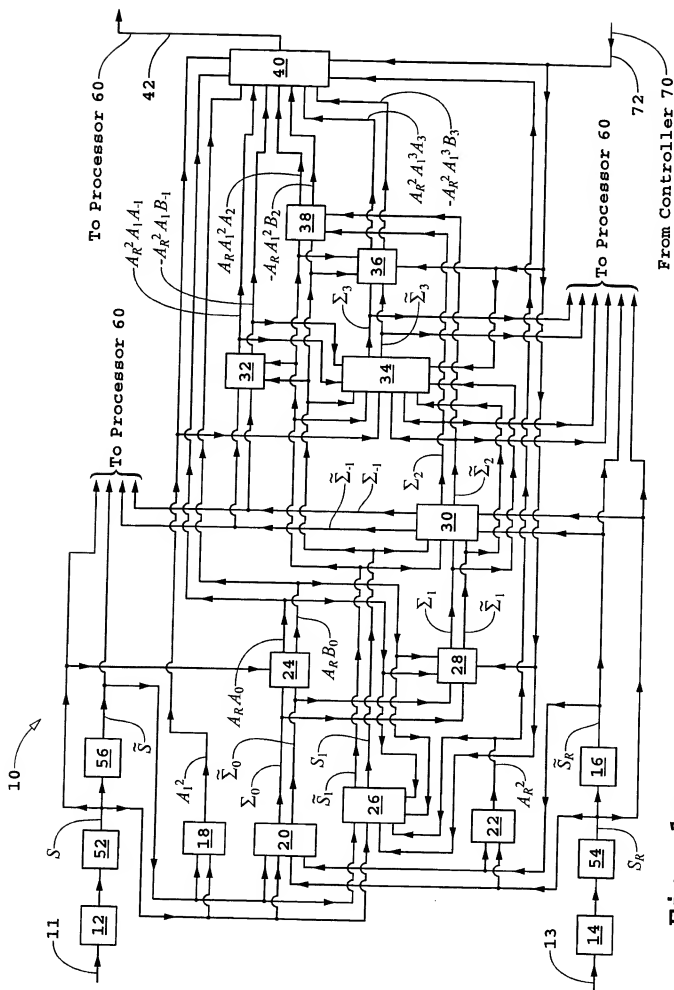 10
11
12
52
S
56
S̃
To Processor 60
18
A₁²
20
Σ₀
Σ̃₀
24
A_R A₀
A_R B₀
26
S̃₁
S₁
22
A_R²
28
Σ₁
Σ̃₁
30
Σ̃₋₁
Σ₋₁
Σ₂
Σ̃₂
32
A_R² A₁ A₋₁
-A_R² A₁ B₋₁
A_R A₁² A₂
-A_R A₁² B₂
34
Σ₃
Σ̃₃
36
38
A_R² A₁³ A₃
-A_R² A₁³ B₃
40
42
To Processor 60
13
14
54
S_R
16
S̃_R
To Processor 60
72
From Controller 70